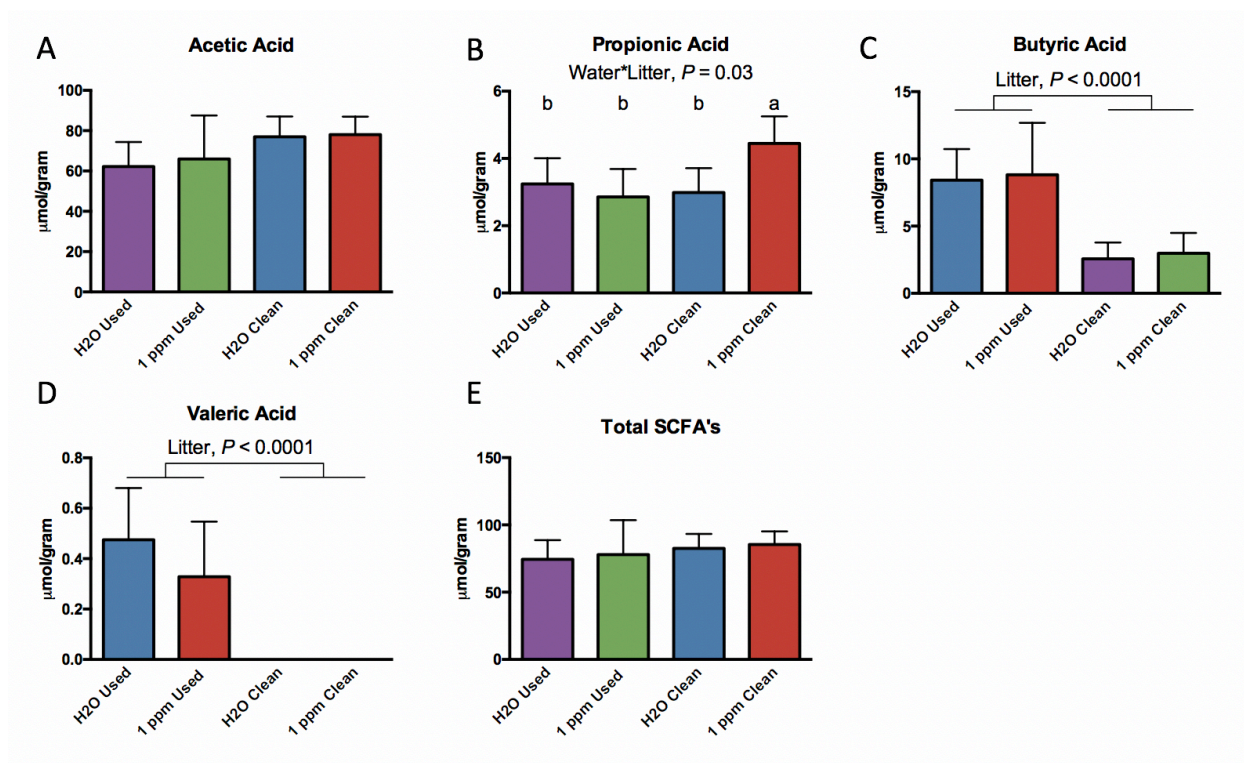 A
Acetic Acid
μmol/gram
100
80
60
40
20
0
H2O Used
1 ppm Used
H2O Clean
1 ppm Clean
B
Propionic Acid
Water*Litter, P = 0.03
b b b a
μmol/gram
6
4
2
0
H2O Used
1 ppm Used
H2O Clean
1 ppm Clean
C
Butyric Acid
Litter, P < 0.0001
μmol/gram
15
10
5
0
H2O Used
1 ppm Used
H2O Clean
1 ppm Clean
D
Valeric Acid
Litter, P < 0.0001
μmol/gram
0.8
0.6
0.4
0.2
0.0
H2O Used
1 ppm Used
H2O Clean
1 ppm Clean
E
Total SCFA's
μmol/gram
150
100
50
0
H2O Used
1 ppm Used
H2O Clean
1 ppm Clean